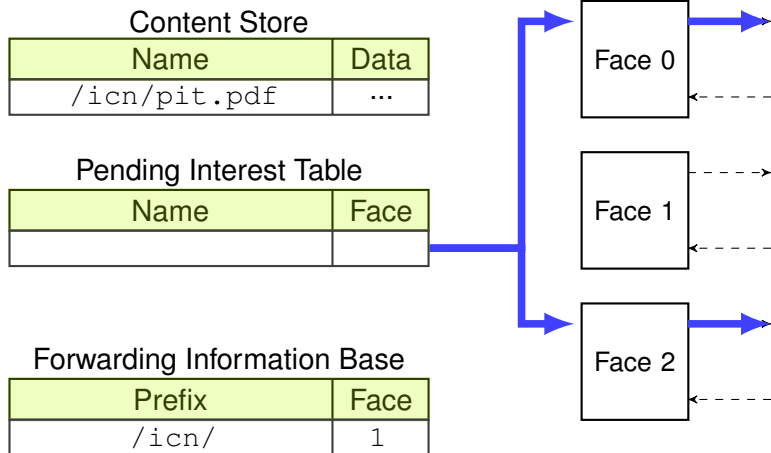 Content Store
Name Data
/icn/pit.pdf ...
Pending Interest Table
Name Face
Forwarding Information Base
Prefix Face
/icn/ 1
Face 0
Face 1
Face 2